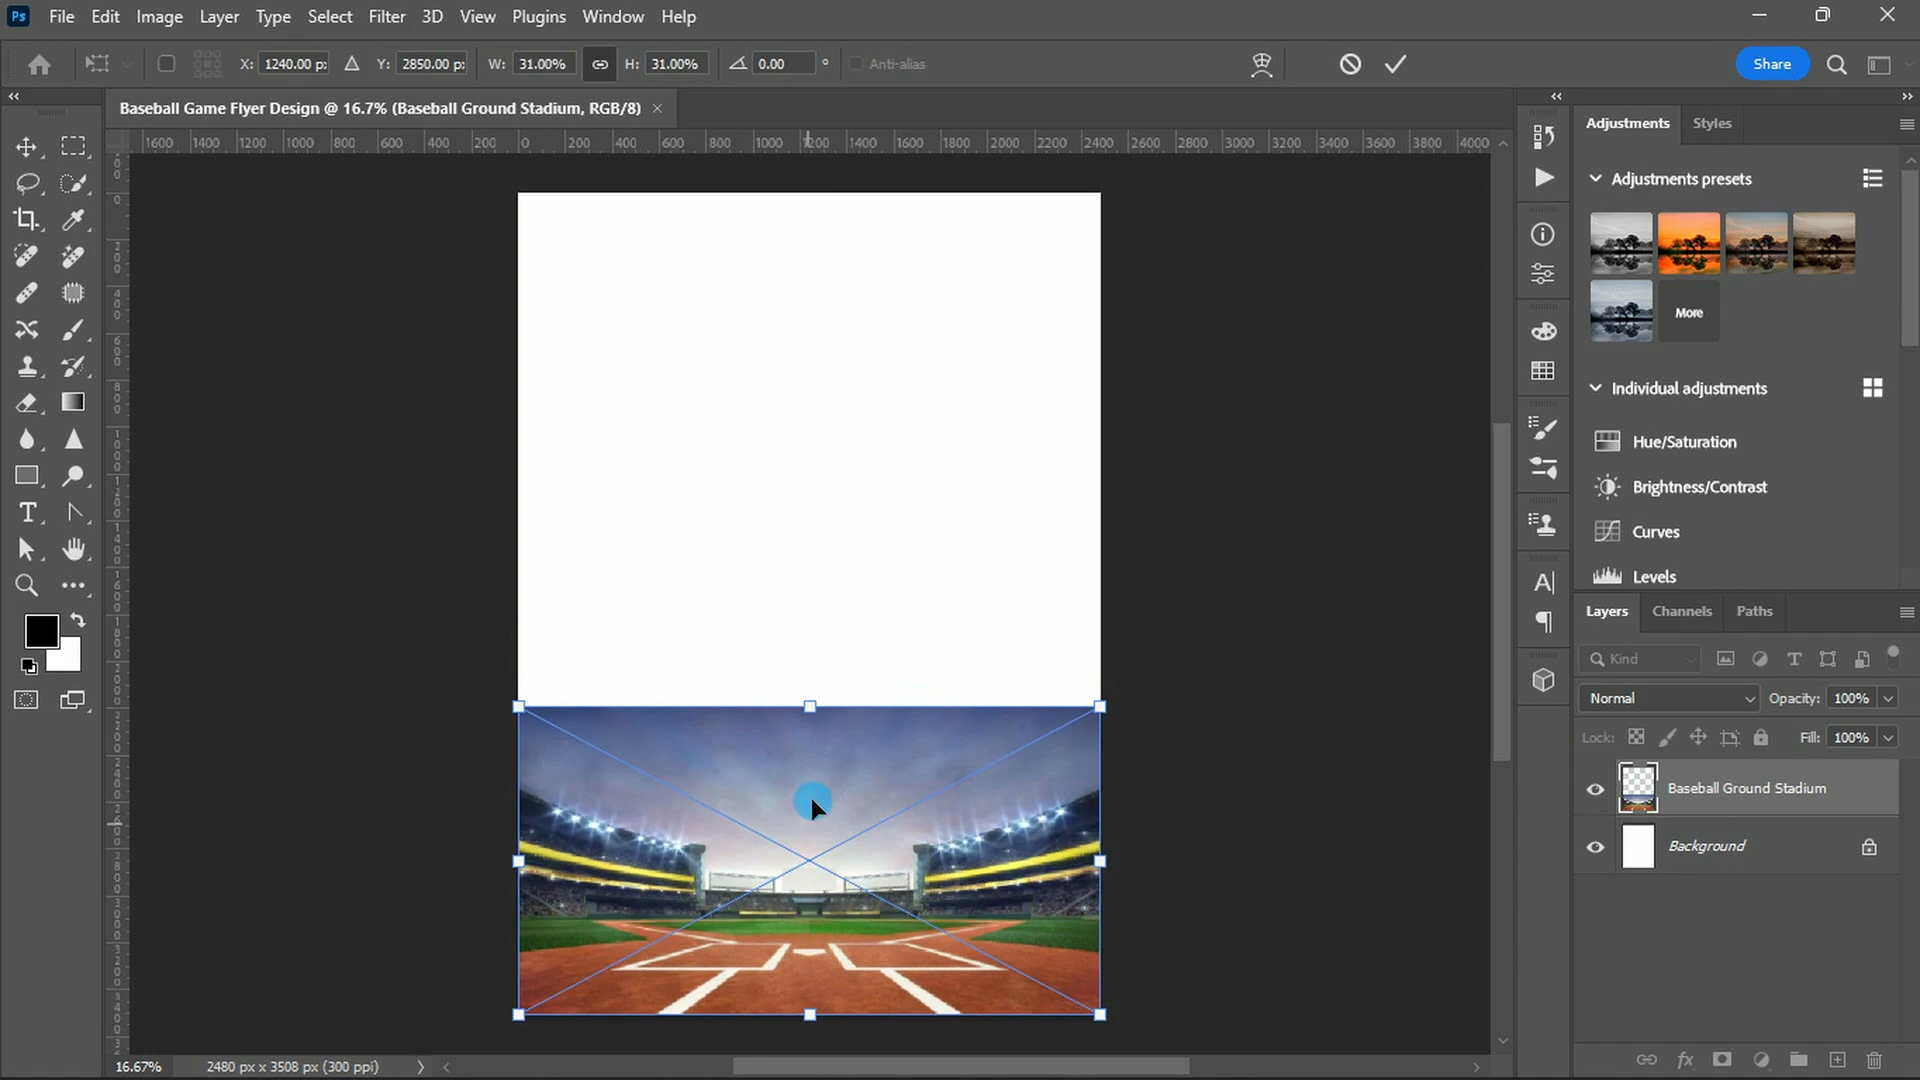 Ps File Edit Image Layer Type Select Filter 3D View Plugins Window Help
X: 1240.00 p: Y: 2850.00 p: W: 31.00% H: 31.00% 0.00 ° Anti-alias Share
Baseball Game Flyer Design @ 16.7% (Baseball Ground Stadium, RGB/8) ×
1600 1400 1200 1000 800 600 400 200 0 200 400 600 800 1000 1200 1400 1600 1800 2000 2200 2400 2600 2800 3000 3200 3400 3600 3800 4000
Adjustments Styles
Adjustments presets
More
Individual adjustments
Hue/Saturation
Brightness/Contrast
Curves
Levels
Layers Channels Paths
Kind
Normal Opacity: 100%
Lock: Fill: 100%
Baseball Ground Stadium
Background
16.67% 2480 px x 3508 px (300 ppi)